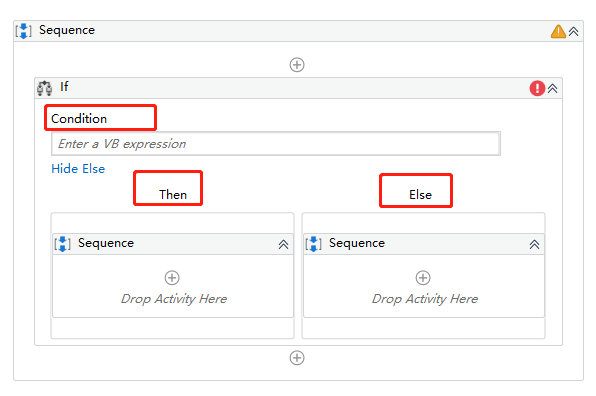 Sequence
If
Condition
Enter a VB expression
Hide Else
Then
Else
Sequence
Sequence
Drop Activity Here
Drop Activity Here